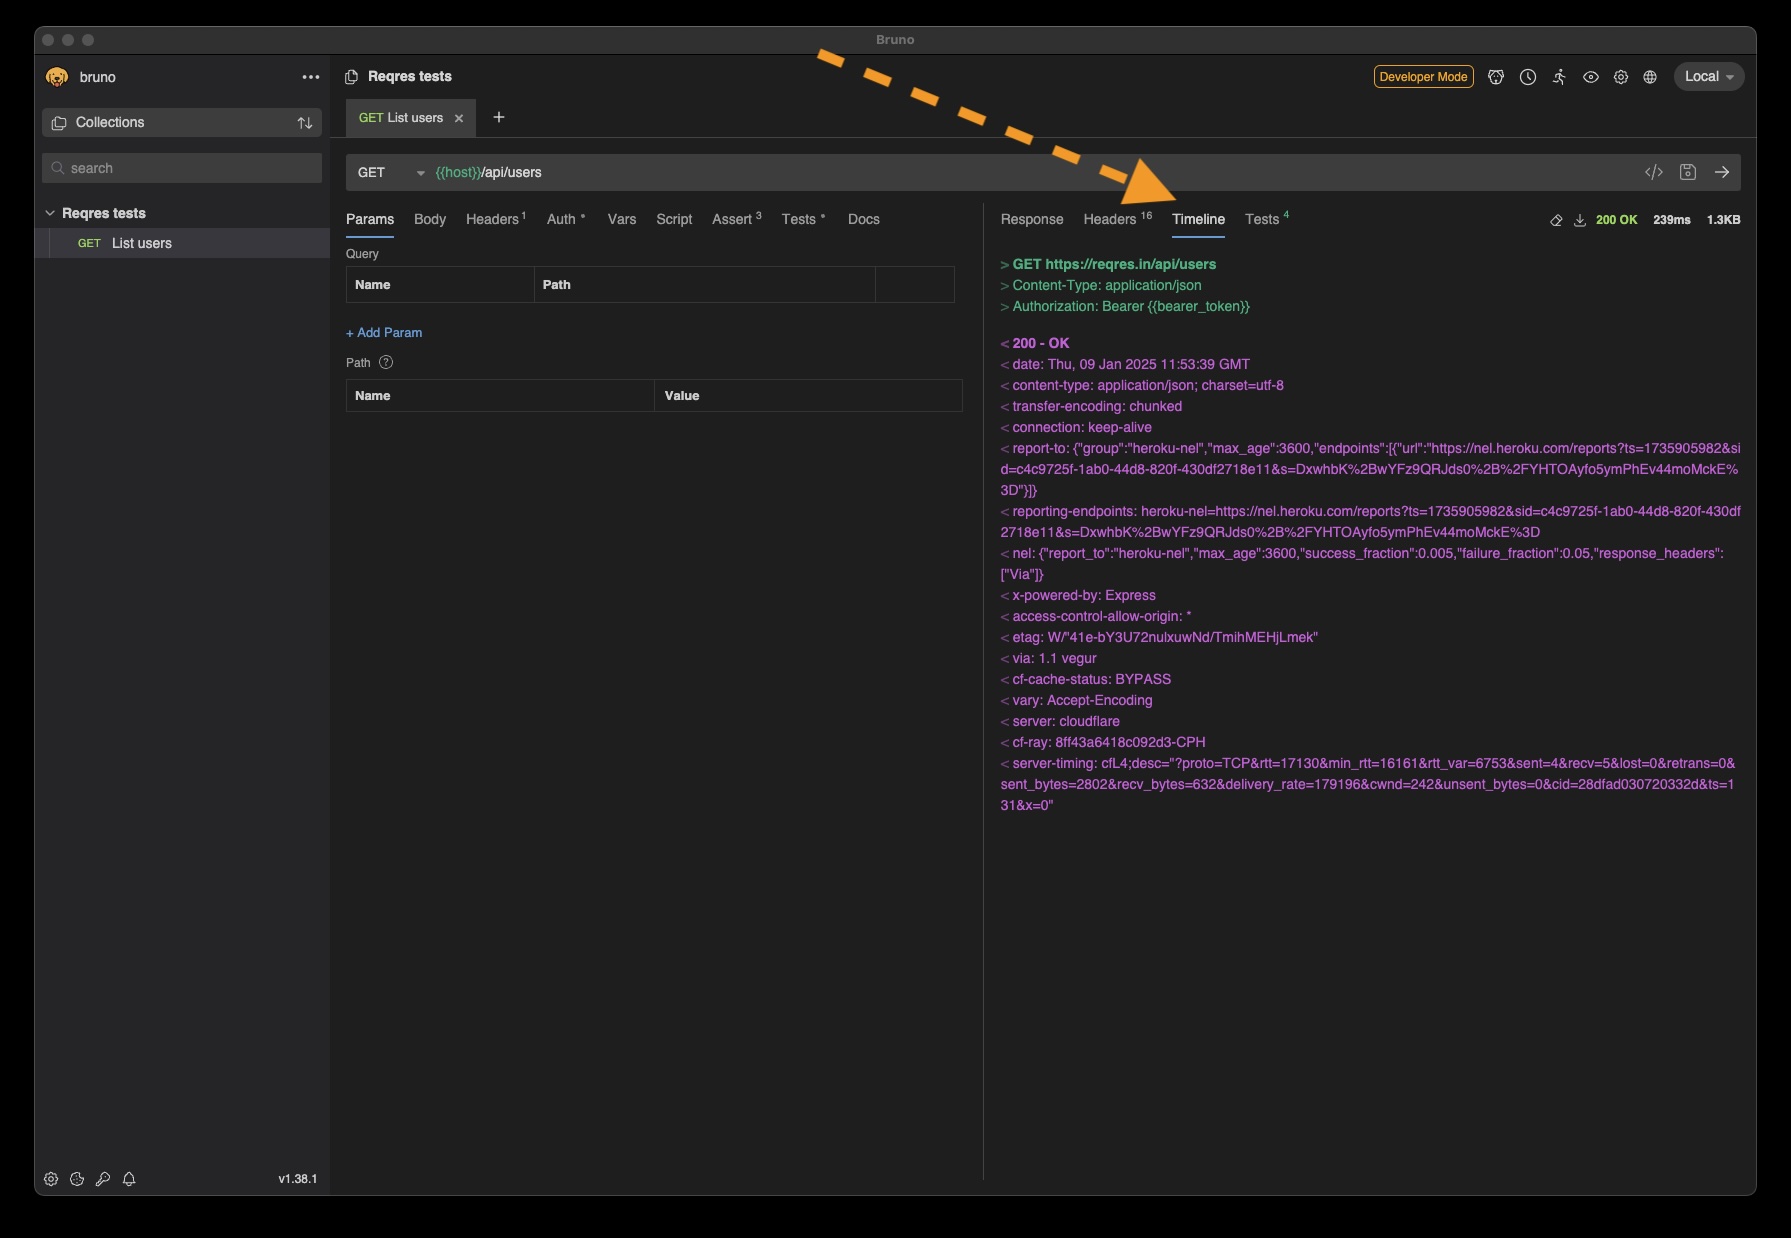 Bruno
bruno
Reqres tests
Developer Mode
Local
Collections
GET List users
search
GET {{host}}/api/users
Reqres tests
GET List users
Params Body Headers 1 Auth * Vars Script Assert 3 Tests * Docs
Query
Name Path
+ Add Param
Path ?
Name Value
Response Headers 16 Timeline Tests 4 200 OK 239ms 1.3KB
> GET https://reqres.in/api/users
> Content-Type: application/json
> Authorization: Bearer {{bearer_token}}
< 200 - OK
< date: Thu, 09 Jan 2025 11:53:39 GMT
< content-type: application/json; charset=utf-8
< transfer-encoding: chunked
< connection: keep-alive
< report-to: {"group":"heroku-nel","max_age":3600,"endpoints":[{"url":"https://nel.heroku.com/reports?ts=1735905982&si
d=c4c9725f-1ab0-44d8-820f-430df2718e11&s=DxwhbK%2BwYFz9QRJds0%2B%2FYHTOAyfo5ymPhEv44moMckE%
3D"}]}
< reporting-endpoints: heroku-nel=https://nel.heroku.com/reports?ts=1735905982&sid=c4c9725f-1ab0-44d8-820f-430df
2718e11&s=DxwhbK%2BwYFz9QRJds0%2B%2FYHTOAyfo5ymPhEv44moMckE%3D
< nel: {"report_to":"heroku-nel","max_age":3600,"success_fraction":0.005,"failure_fraction":0.05,"response_headers":
["Via"]}
< x-powered-by: Express
< access-control-allow-origin: *
< etag: W/"41e-bY3U72nulxuwNd/TmihMEHjLmek"
< via: 1.1 vegur
< cf-cache-status: BYPASS
< vary: Accept-Encoding
< server: cloudflare
< cf-ray: 8ff43a6418c092d3-CPH
< server-timing: cfL4;desc="?proto=TCP&rtt=17130&min_rtt=16161&rtt_var=6753&sent=4&recv=5&lost=0&retrans=0&
sent_bytes=2802&recv_bytes=632&delivery_rate=179196&cwnd=242&unsent_bytes=0&cid=28dfad030720332d&ts=1
31&x=0"
v1.38.1